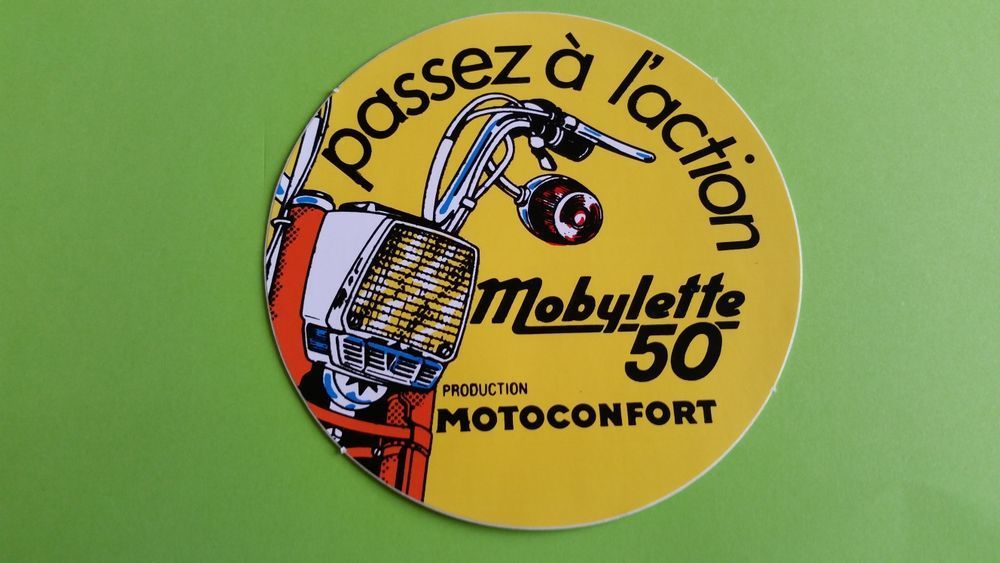 passez à l'action
Mobylette
50
PRODUCTION
MOTOCONFORT